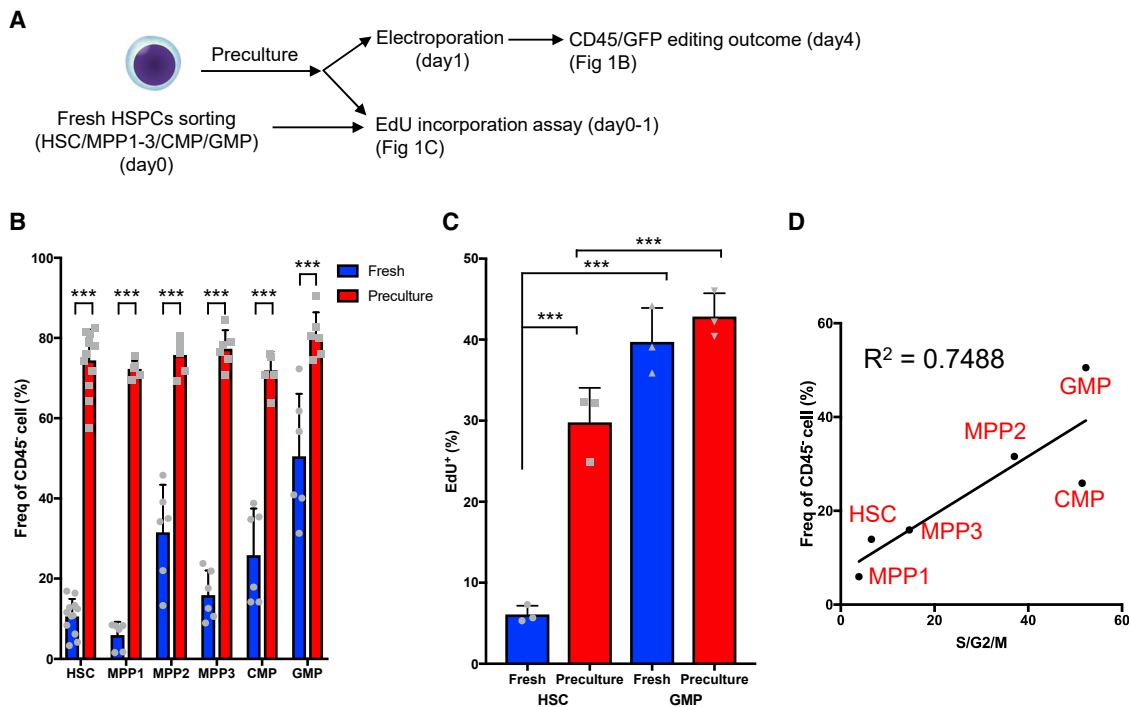 A
Preculture
Electroporation
(day1)
CD45/GFP editing outcome (day4)
(Fig 1B)
Fresh HSPCs sorting
(HSC/MPP1-3/CMP/GMP)
(day0)
EdU incorporation assay (day0-1)
(Fig 1C)
B
Freq of CD45⁻ cell (%)
100
80
60
40
20
0
***
***
***
***
***
***
Fresh
Preculture
HSC
MPP1
MPP2
MPP3
CMP
GMP
C
EdU⁺ (%)
50
40
30
20
10
0
***
***
***
Fresh
Preculture
Fresh
Preculture
HSC
GMP
D
Freq of CD45⁻ cell (%)
60
40
20
0
R² = 0.7488
GMP
MPP2
CMP
HSC
MPP3
MPP1
0
20
40
60
S/G2/M